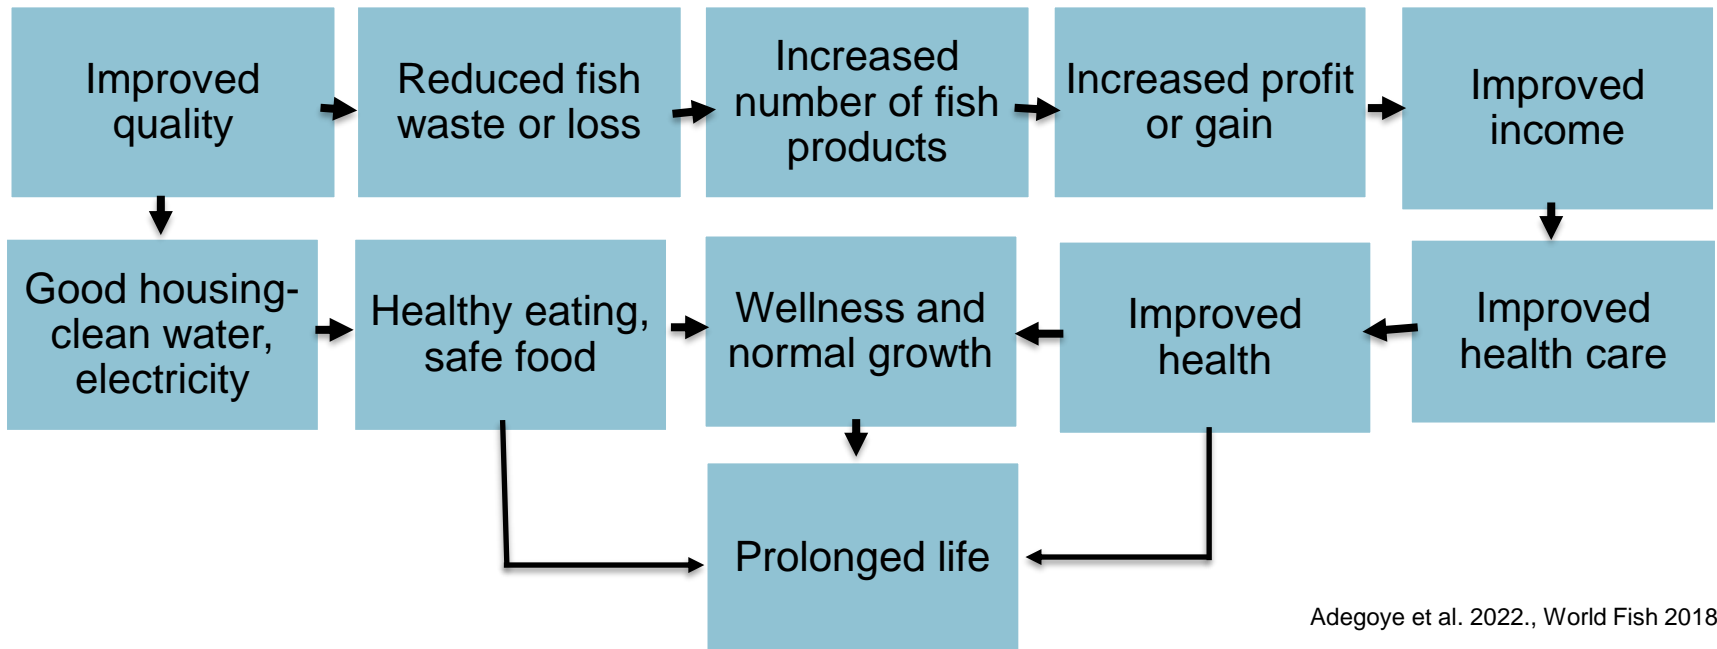 Improved
quality
Reduced fish
waste or loss
Increased
number of fish
products
Increased profit
or gain
Improved
income
Good housing-
clean water,
electricity
Healthy eating,
safe food
Wellness and
normal growth
Improved
health
Improved
health care
Prolonged life
Adegoye et al. 2022., World Fish 2018